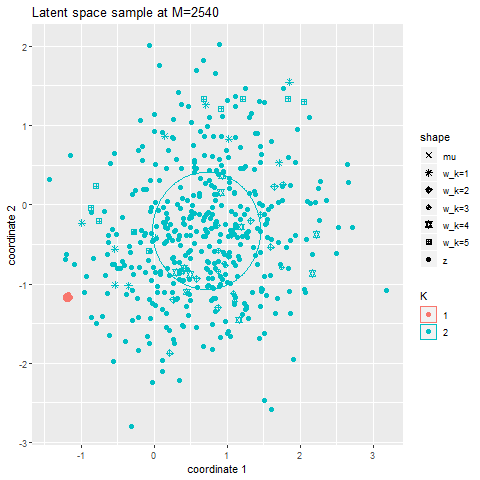 Latent space sample at M=2540
2
1
0
-1
-2
-3
coordinate 2
-1
0
1
2
3
coordinate 1
shape
mu
w_k=1
w_k=2
w_k=3
w_k=4
w_k=5
z
K
1
2